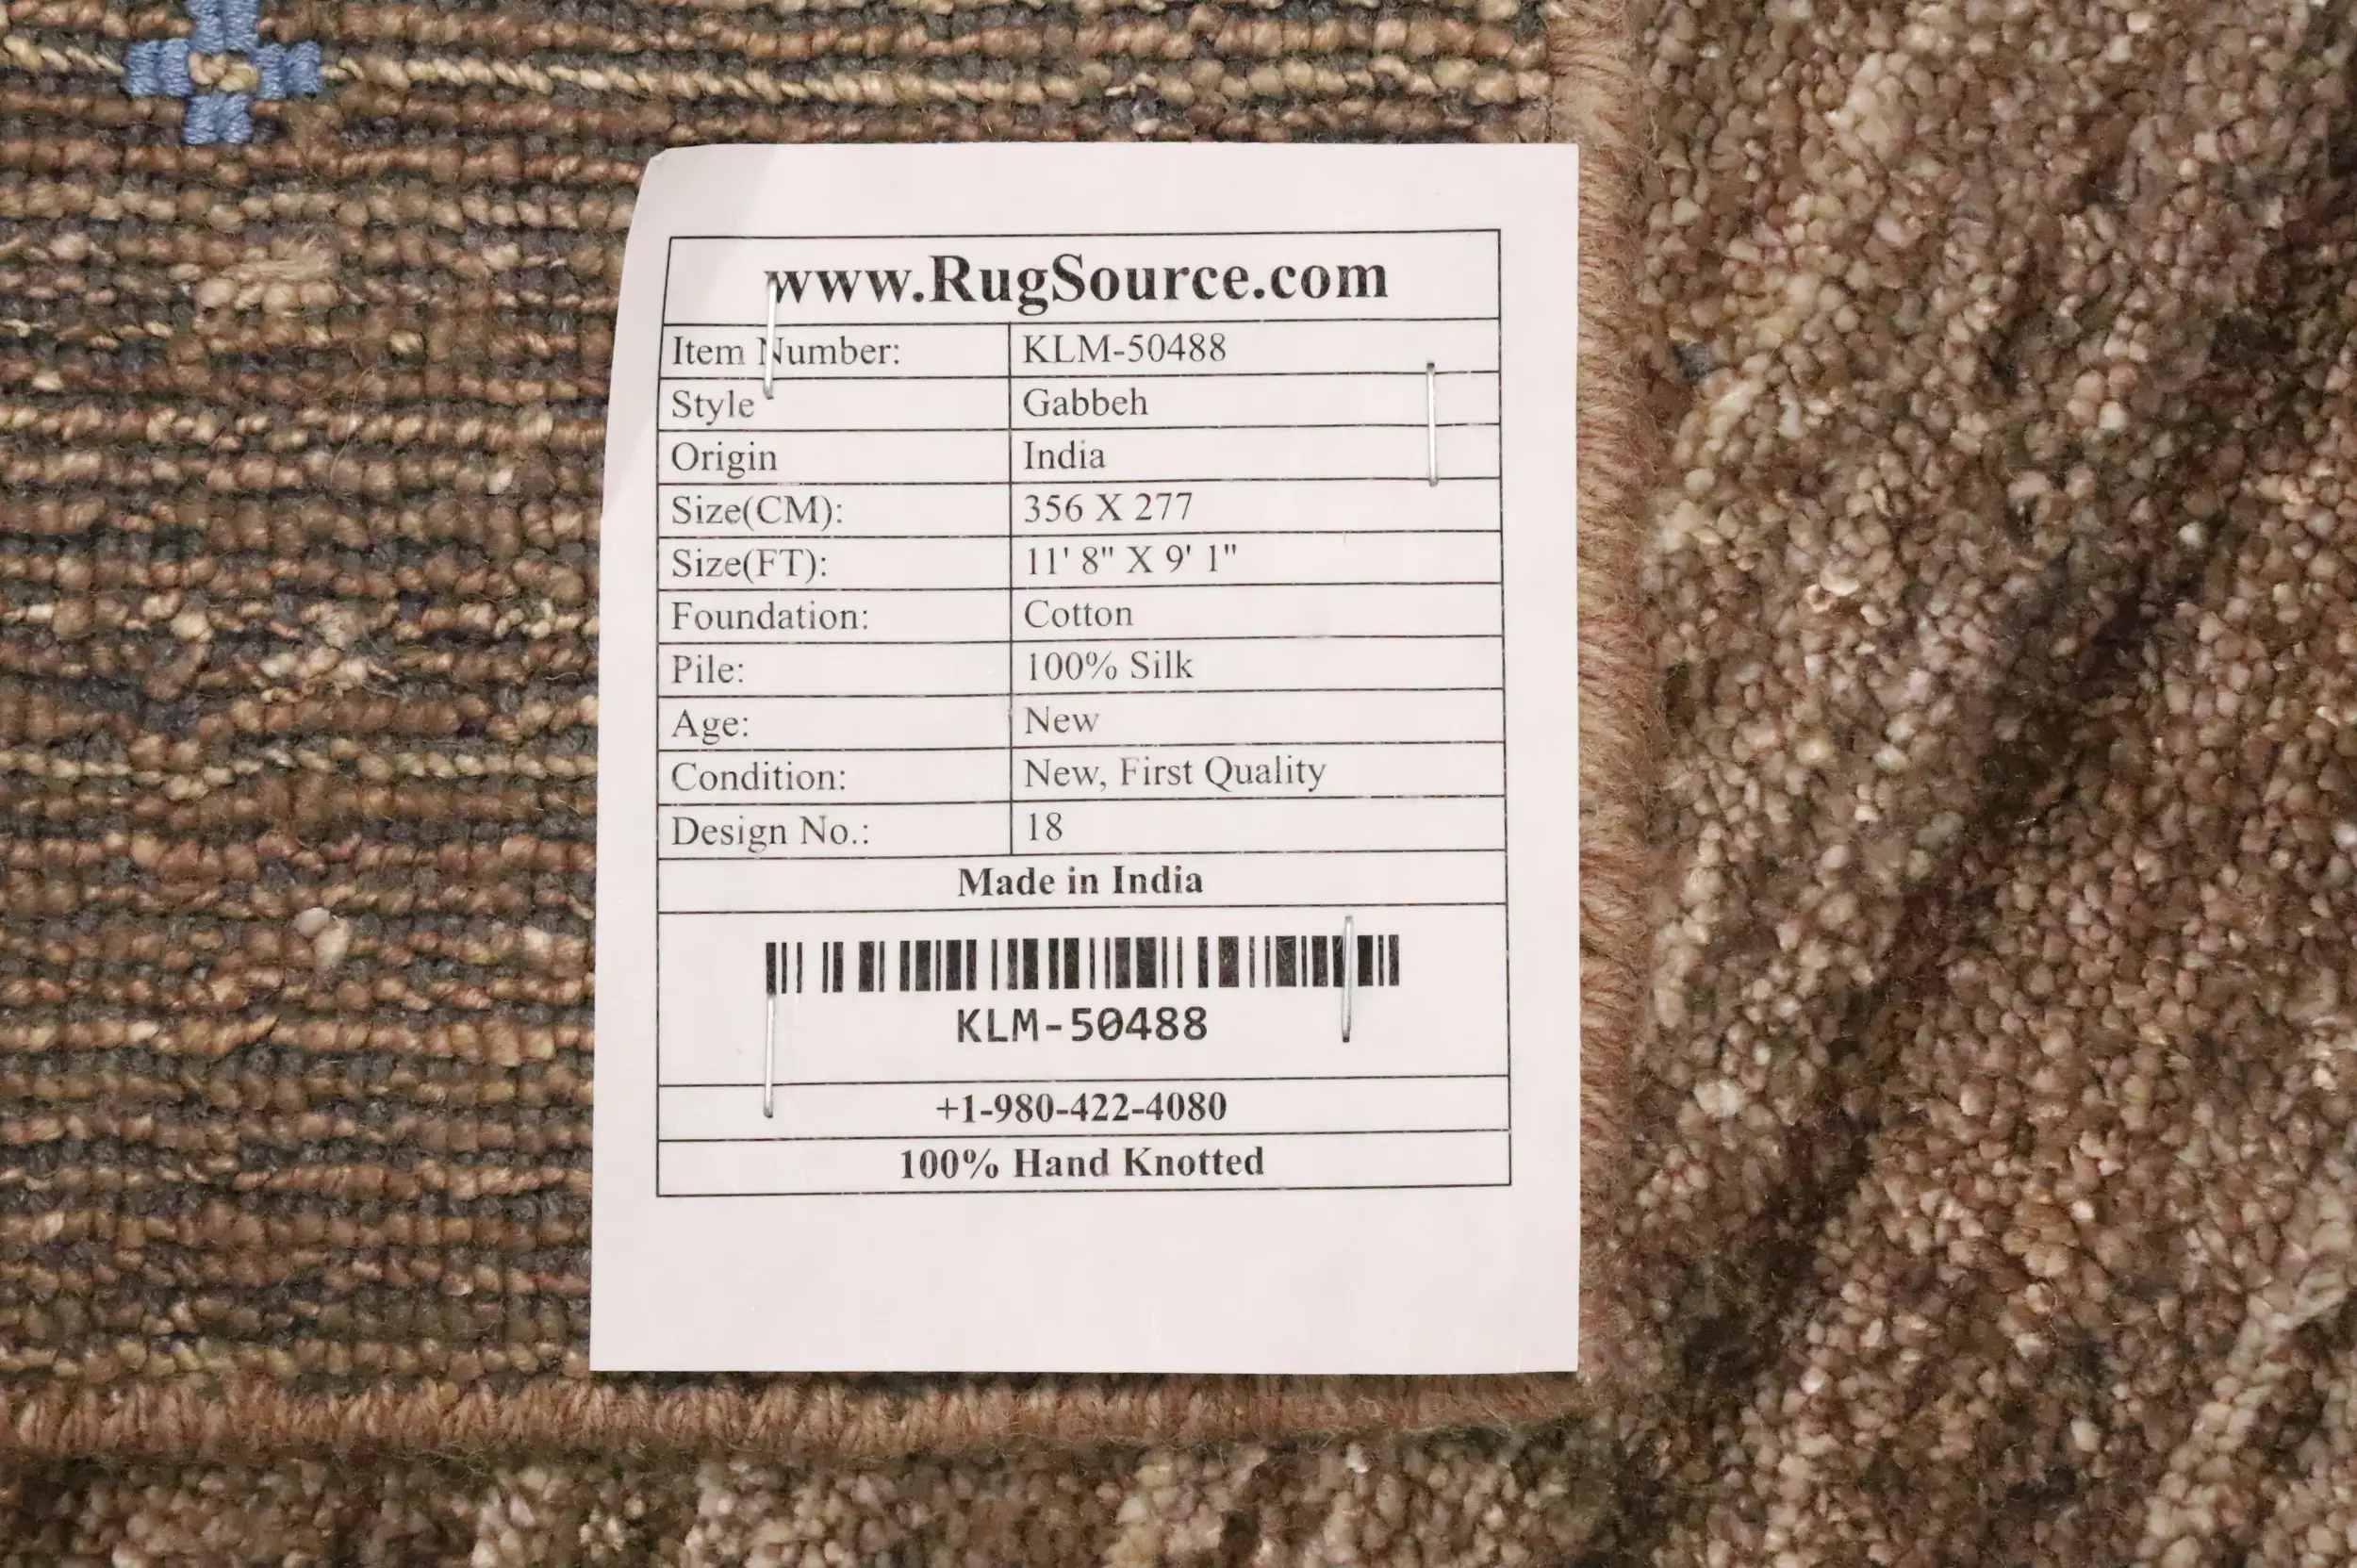 www.RugSource.com
Item Number: KLM-50488
Style Gabbeh
Origin India
Size(CM): 356 X 277
Size(FT): 11' 8" X 9' 1"
Foundation: Cotton
Pile: 100% Silk
Age: New
Condition: New, First Quality
Design No.: 18
Made in India
KLM-50488
+1-980-422-4080
100% Hand Knotted